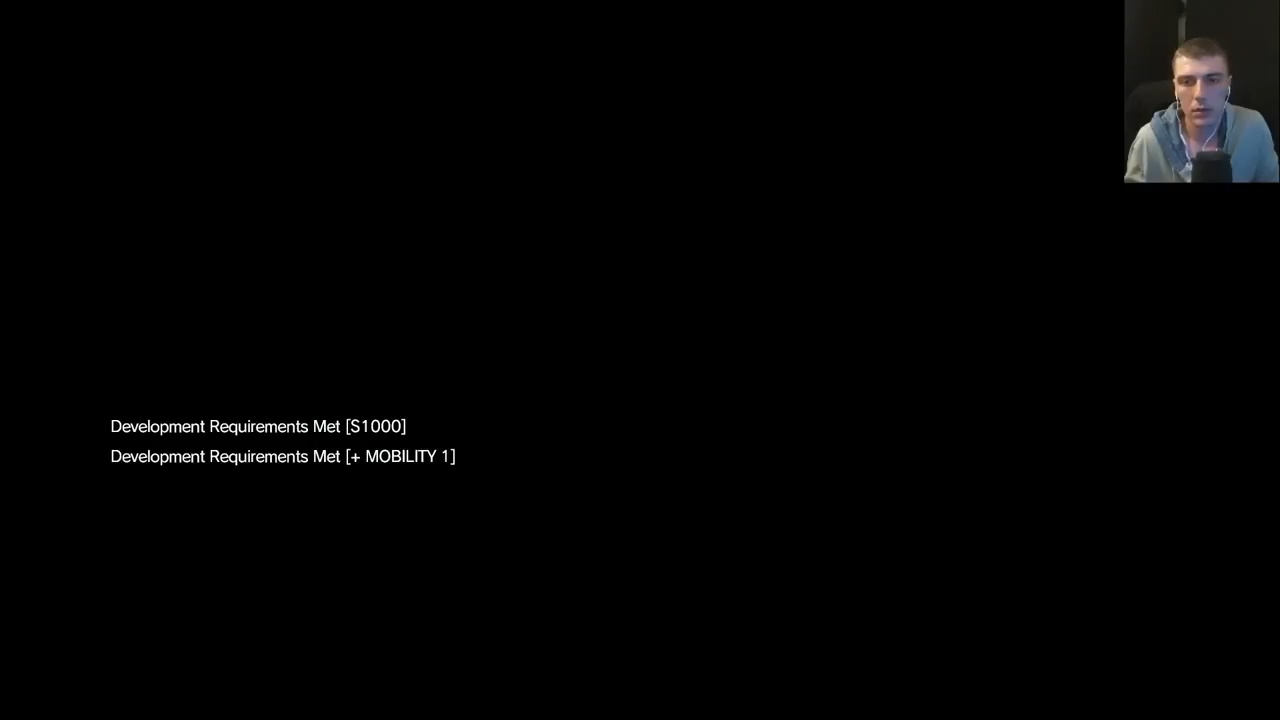 Development Requirements Met [S1000]
Development Requirements Met [+ MOBILITY 1]